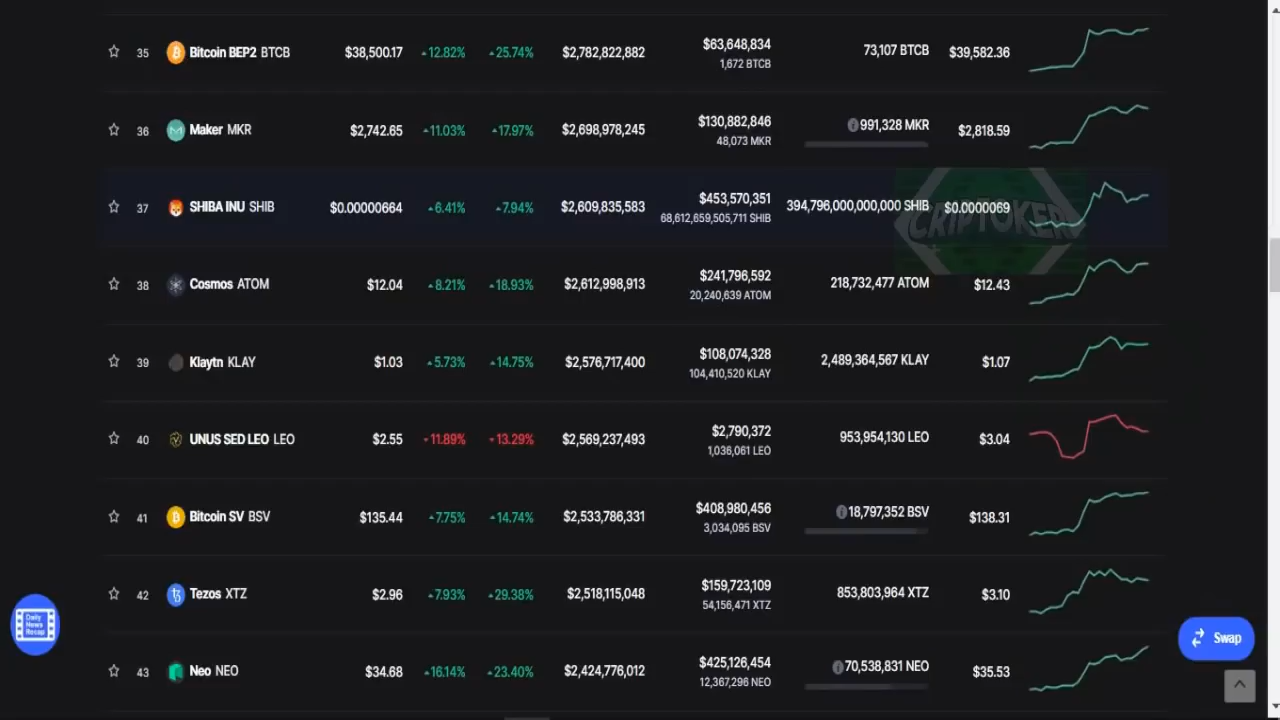 35 Bitcoin BEP2 BTCB $38,500.17 12.82% 25.74% $2,782,822,882 $63,648,834 73,107 BTCB $39,582.36
1,672 BTCB
36 Maker MKR $2,742.65 11.03% 17.97% $2,698,978,245 $130,882,846 991,328 MKR $2,818.59
48,073 MKR
37 SHIBA INU SHIB $0.00000664 6.41% 7.94% $2,609,835,583 $453,570,351 394,796,000,000,000 SHIB $0.0000069
68,612,659,505,711 SHIB
CRIPTOKER
38 Cosmos ATOM $12.04 8.21% 18.93% $2,612,998,913 $241,796,592 218,732,477 ATOM $12.43
20,240,639 ATOM
39 Klaytn KLAY $1.03 5.73% 14.75% $2,576,717,400 $108,074,328 2,489,364,567 KLAY $1.07
104,410,520 KLAY
40 UNUS SED LEO LEO $2.55 11.89% 13.29% $2,569,237,493 $2,790,372 953,954,130 LEO $3.04
1,036,061 LEO
41 Bitcoin SV BSV $135.44 7.75% 14.74% $2,533,786,331 $408,980,456 18,797,352 BSV $138.31
3,034,095 BSV
42 Tezos XTZ $2.96 7.93% 29.38% $2,518,115,048 $159,723,109 853,803,964 XTZ $3.10
54,156,471 XTZ
Daily
News
Recap
Swap
43 Neo NEO $34.68 16.14% 23.40% $2,424,776,012 $425,126,454 70,538,831 NEO $35.53
12,367,296 NEO